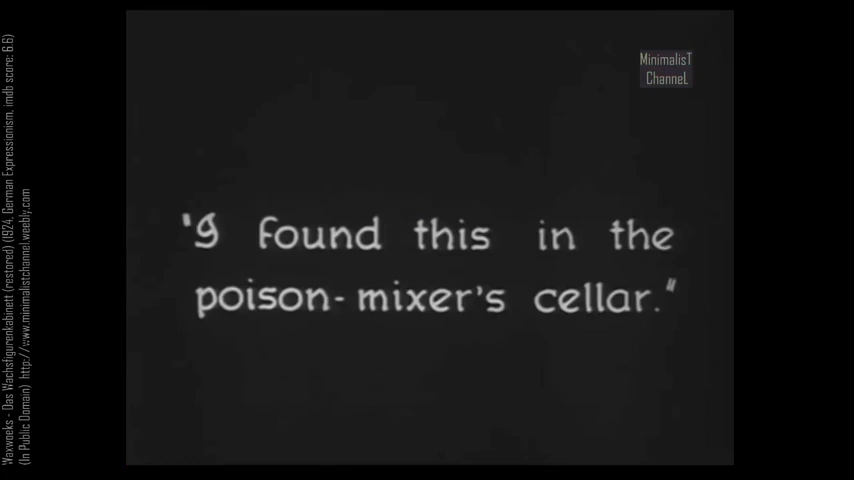 MinimalisT
ChanneL
"I found this in the
poison-mixer's cellar."
Waxwoeks - Das Wachsfigurenkabinett (restored) (1924, German Expressionism, imdb score: 6.6)
(In Public Domain) http://www.minimalistchannel.weebly.com